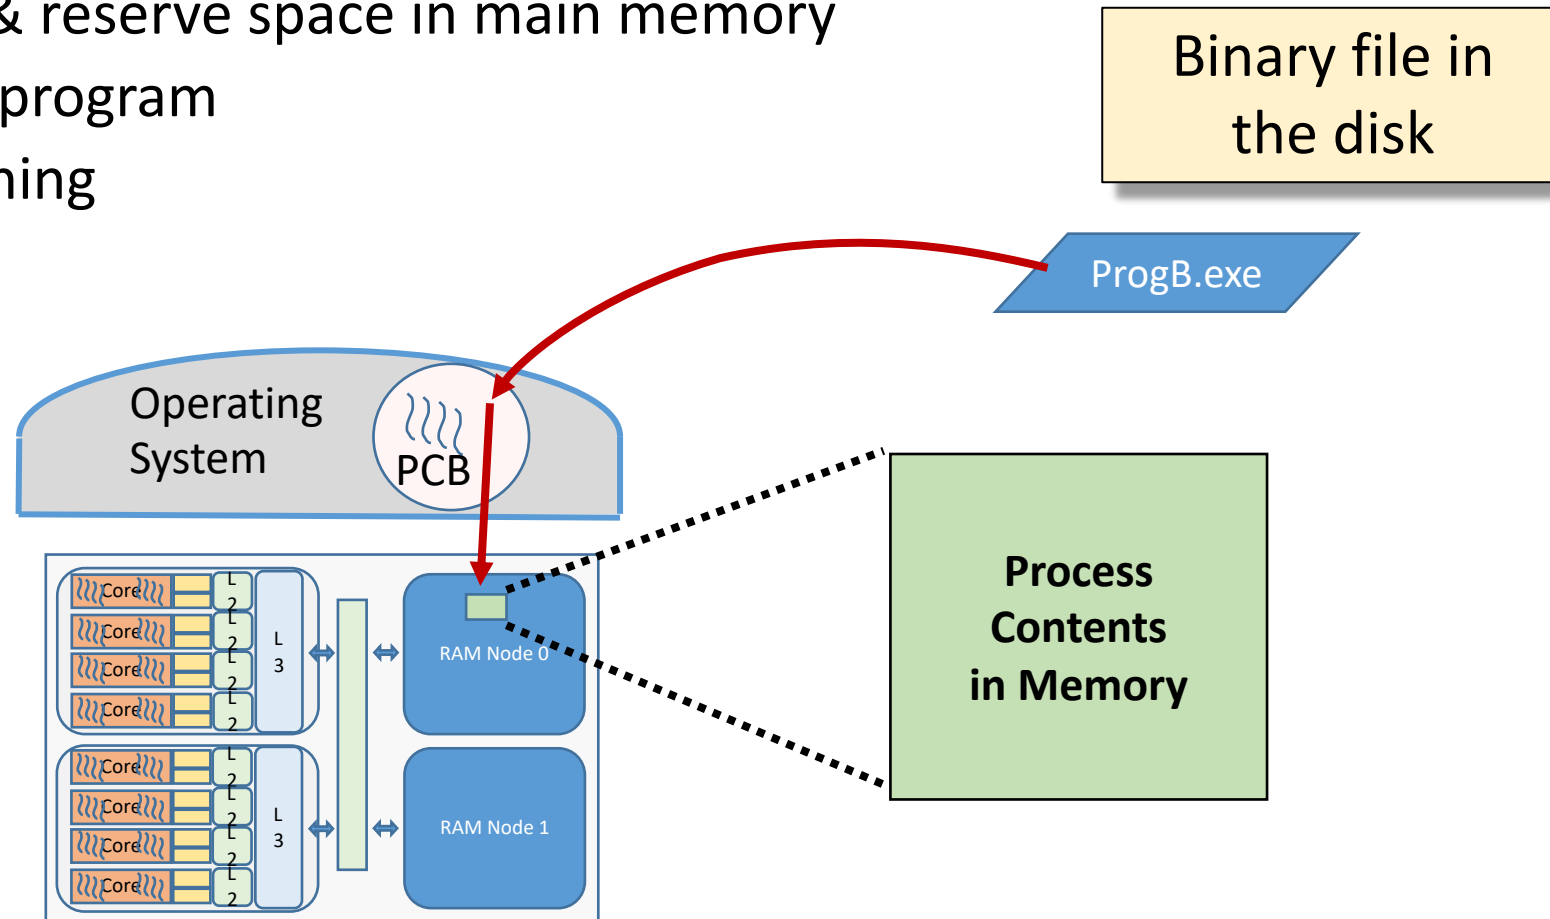 & reserve space in main memory
program
Binary file in
the disk
ProgB.exe
Operating
System
PCB
Process
Contents
in Memory
Core
L
2
Core
L
2
Core
L
2
Core
L
2
L
3
RAM Node 0
Core
L
2
Core
L
2
Core
L
2
Core
L
2
L
3
RAM Node 1